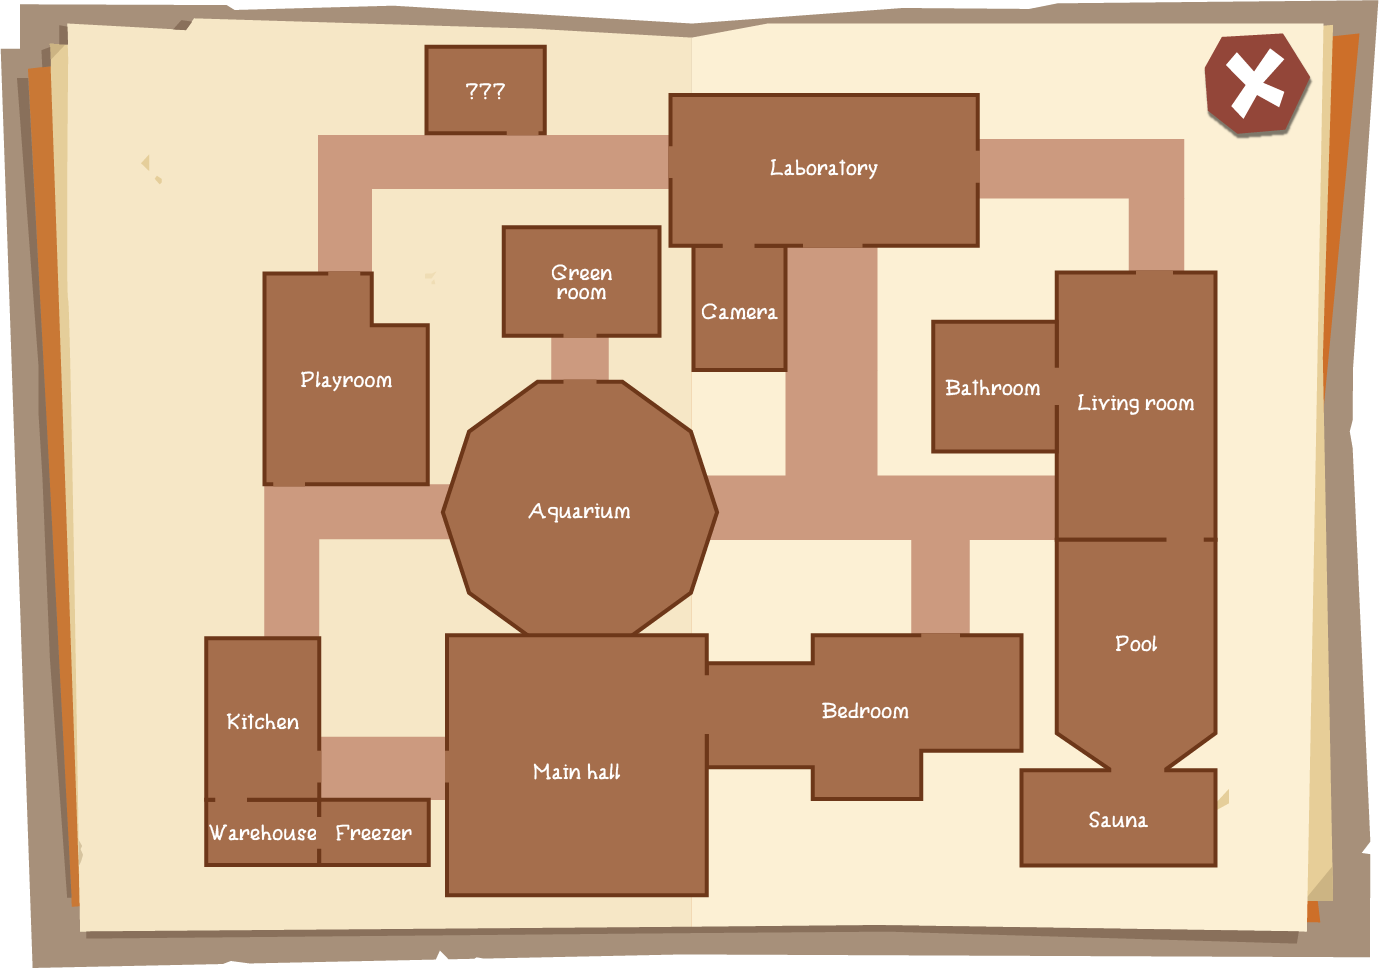 ???
Laboratory
Green
room
Camera
Playroom
Bathroom
Living room
Aquarium
Pool
Bedroom
Kitchen
Main hall
Warehouse
Freezer
Sauna